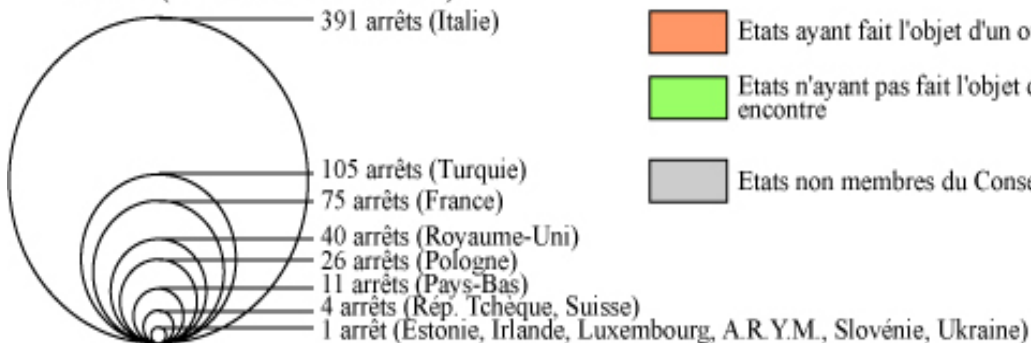 391 arrêts (Italie)
105 arrêts (Turquie)
75 arrêts (France)
40 arrêts (Royaume-Uni)
26 arrêts (Pologne)
11 arrêts (Pays-Bas)
4 arrêts (Rép. Tchèque, Suisse)
1 arrêt (Estonie, Irlande, Luxembourg, A.R.Y.M., Slovénie, Ukraine)
Etats ayant fait l'objet d'un
Etats n'ayant pas fait l'objet
encontre
Etats non membres du